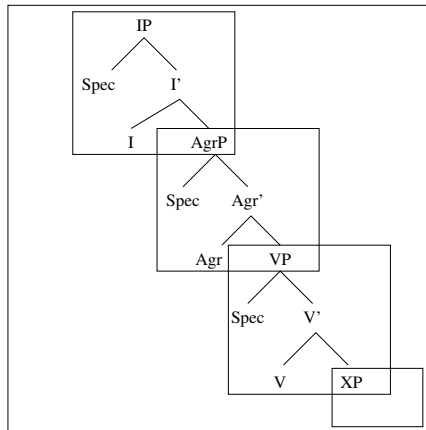 IP
Spec I'
I AgrP
Spec Agr'
Agr VP
Spec V'
V XP